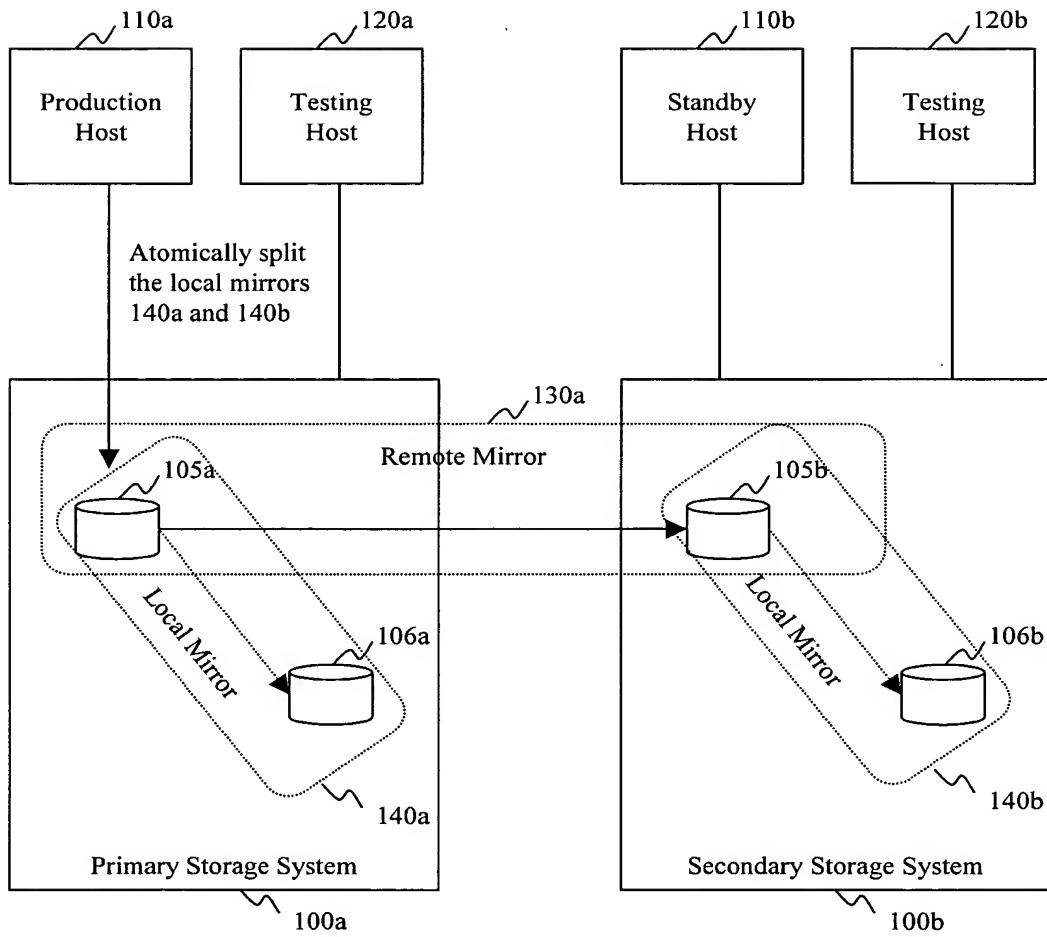 110a
120a
110b
120b
Production
Host
Testing
Host
Standby
Host
Testing
Host
Atomically split
the local mirrors
140a and 140b
130a
Remote Mirror
105a
105b
Local Mirror
106a
Local Mirror
106b
140a
140b
Primary Storage System
Secondary Storage System
100a
100b